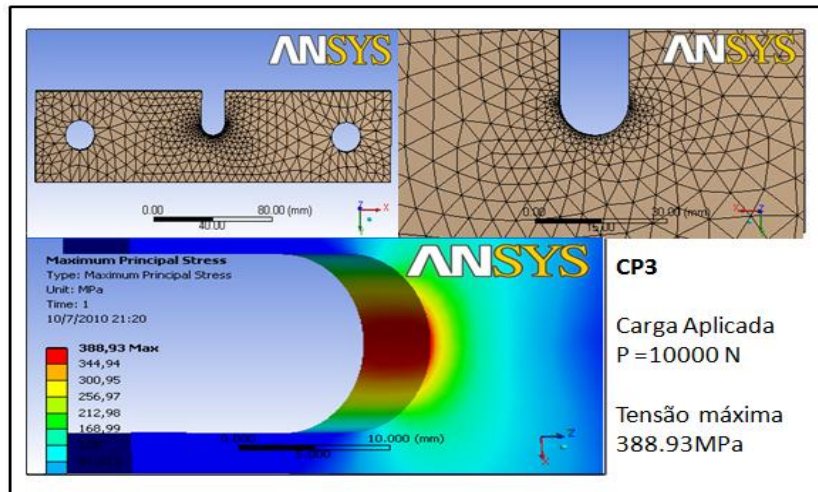 ANSYS
0.00
80.00 (mm)
40.00
ANSYS
0.00
30.00 (mm)
15.00
Maximum Principal Stress
Type: Maximum Principal Stress
Unit: MPa
Time: 1
10/7/2010 21:20
388,93 Max
344,94
300,95
256,97
212,98
168,99
ANSYS
0.000
10.000 (mm)
5.000
CP3
Carga Aplicada
P =10000 N
Tensão máxima
388.93MPa